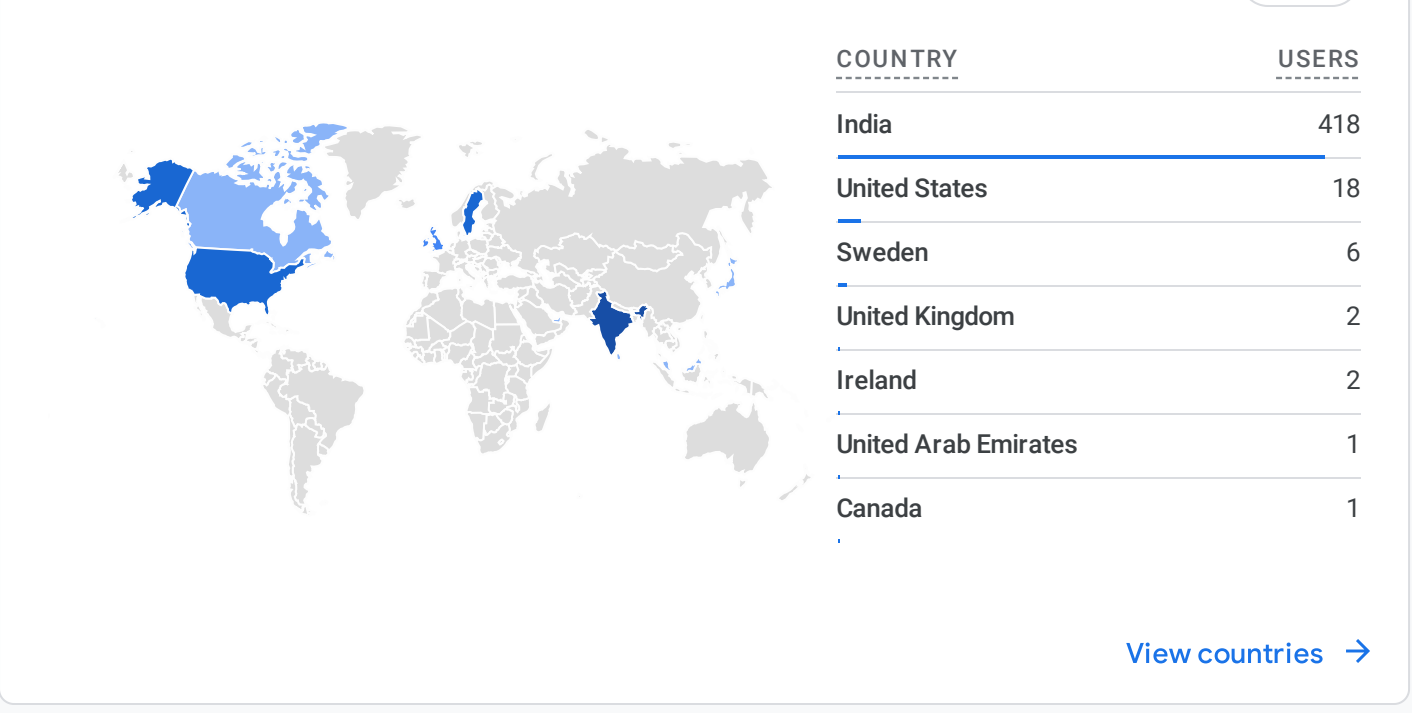 COUNTRY USERS
India 418
United States 18
Sweden 6
United Kingdom 2
Ireland 2
United Arab Emirates 1
Canada 1
View countries